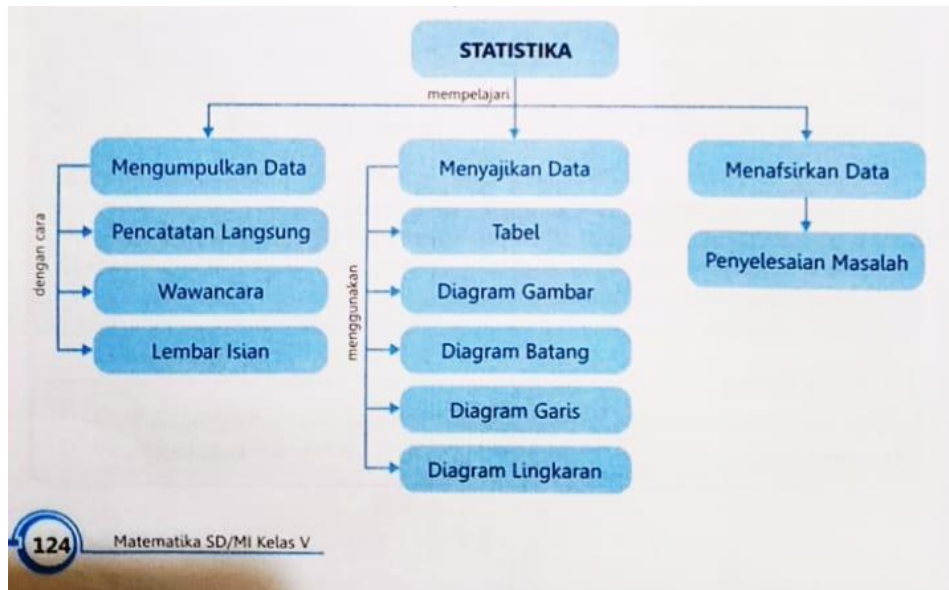 STATISTIKA
mempelajari
Mengumpulkan Data
dengan cara
Pencatatan Langsung
Wawancara
Lembar Isian
Menyajikan Data
menggunakan
Tabel
Diagram Gambar
Diagram Batang
Diagram Garis
Diagram Lingkaran
Menafsirkan Data
Penyelesaian Masalah
124
Matematika SD/MI Kelas V